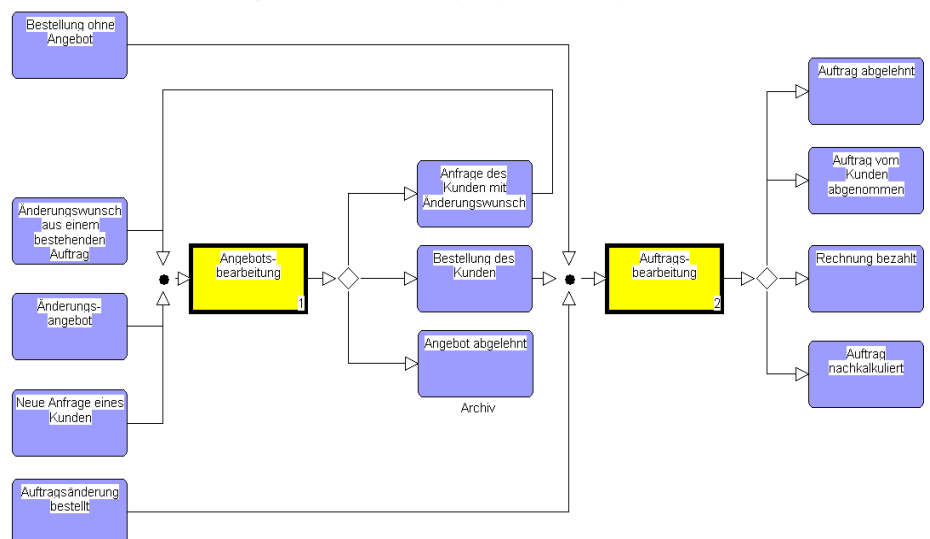 Bestellung ohne
Angebot
Änderungswunsch
aus einem
bestehenden
Auftrag
Änderungs-
angebot
Neue Anfrage eines
Kunden
Auftragsänderung
bestellt
Angebots-
bearbeitung
1
Anfrage des
Kunden mit
Änderungswunsch
Bestellung des
Kunden
Angebot abgelehnt
Archiv
Auftrags-
bearbeitung
2
Auftrag abgelehnt
Auftrag vom
Kunden
abgenommen
Rechnung bezahlt
Auftrag
nachkalkuliert